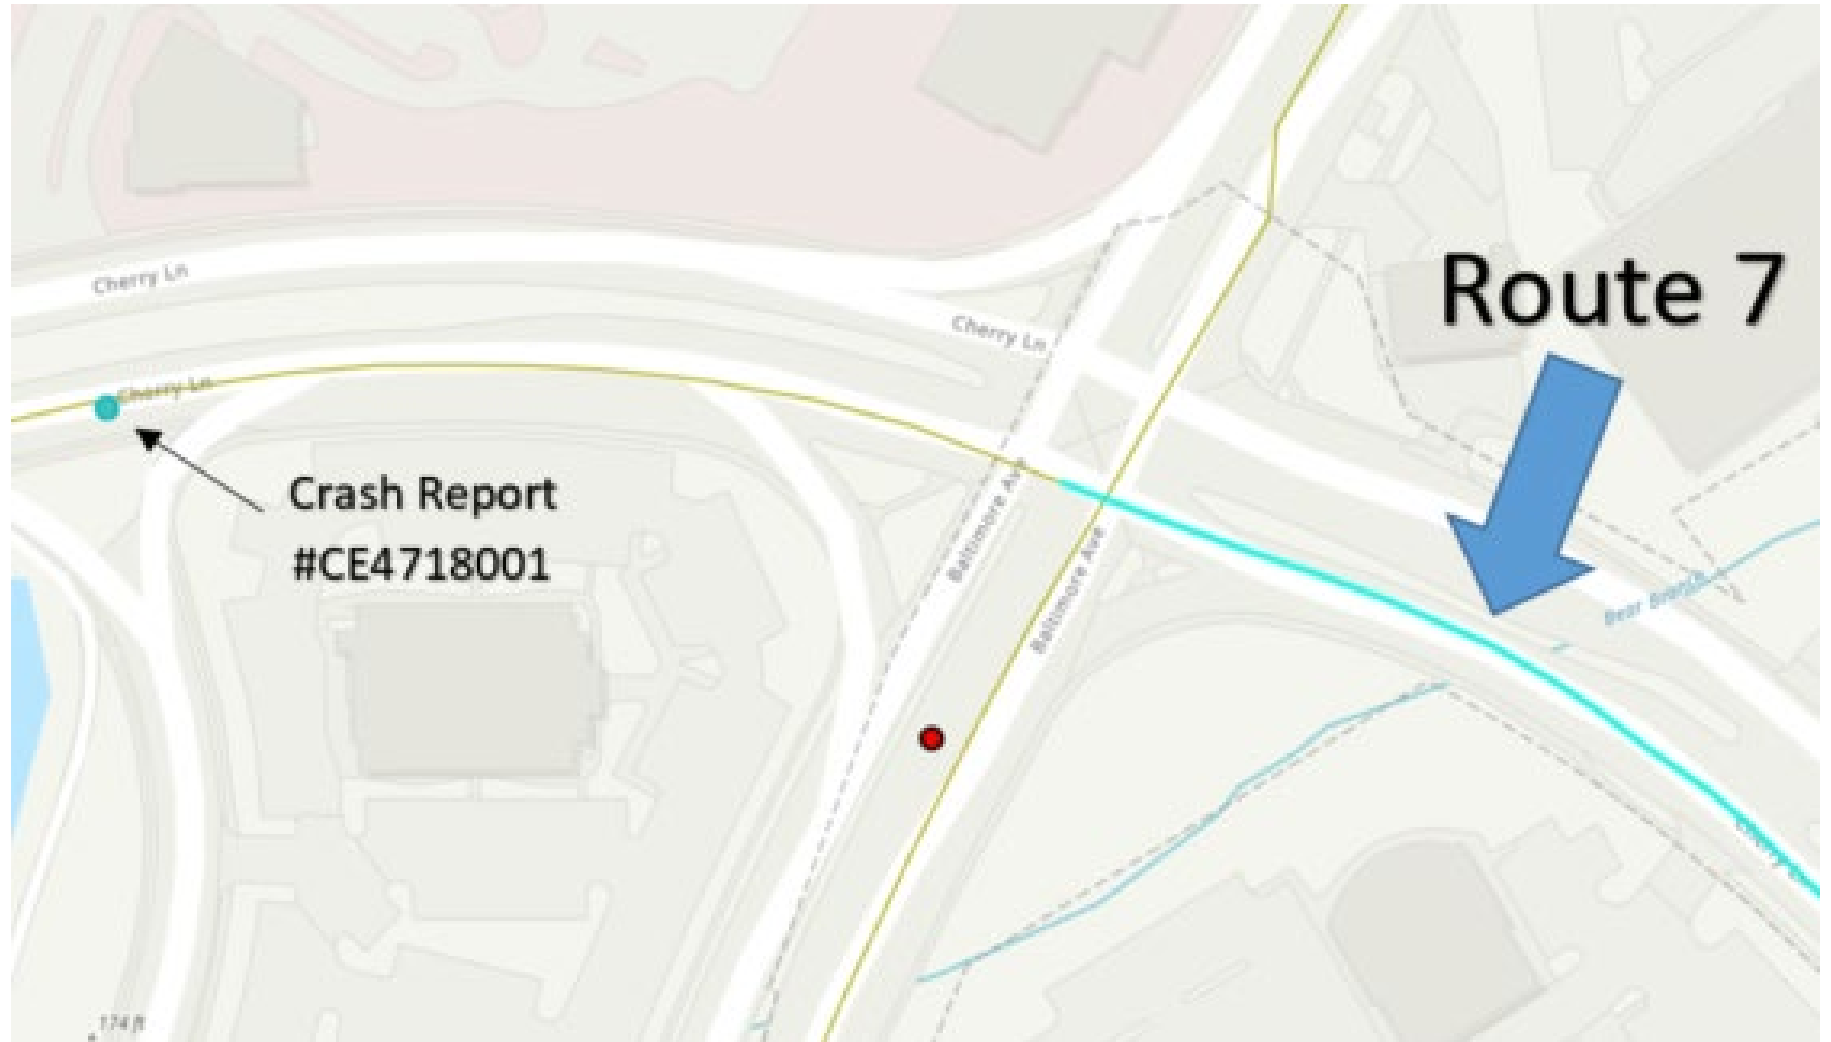 Cherry Ln
Cherry Ln
Route 7
Cherry Ln
Crash Report
#CE4718001
Baltimore Ave
Baltimore Ave
Bear Branch
174 ft